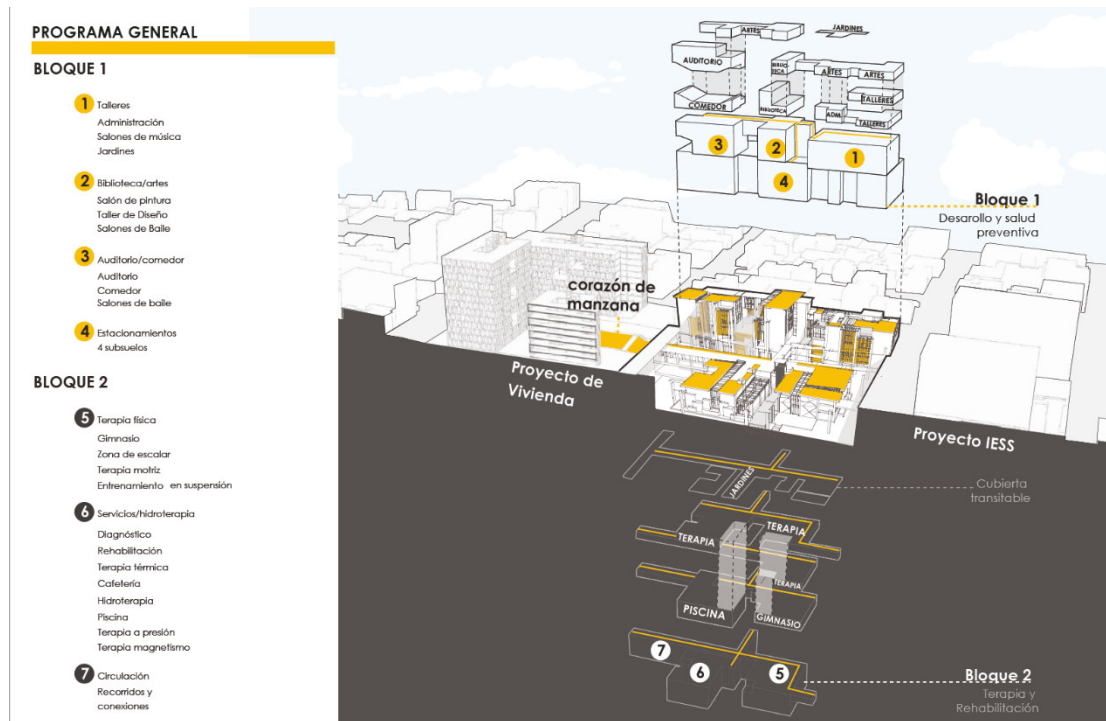 PROGRAMA GENERAL
BLOQUE 1
1 Talleres
Administración
Salones de música
Jardines
2 Biblioteca/artes
Salón de pintura
Taller de Diseño
Salones de Baile
3 Auditorio/comedor
Auditorio
Comedor
Salones de baile
4 Estacionamientos
4 subsuelos
BLOQUE 2
5 Terapia física
Gimnasio
Zona de escalar
Terapia motriz
Entrenamiento en suspensión
6 Servicios/hidroterapia
Diagnóstico
Rehabilitación
Terapia térmica
Cafetería
Hidroterapia
Piscina
Terapia a presión
Terapia magnetismo
7 Circulación
Recorridos y
conexiones
ARTES
JARDINES
AUDITORIO
BIBLIO-
TECA
ARTES
ARTES
COMEDOR
BIBLIOTECA
TALLERES
ADM.
TALLERES
3
2
1
4
Bloque 1
Desarollo y salud
preventiva
corazón de
manzana
Proyecto de
Vivienda
Proyecto IESS
JARDINES
Cubierta
transitable
TERAPIA
TERAPIA
TERAPIA
PISCINA
GIMNASIO
7
6
5
Bloque 2
Terapia y
Rehabilitación